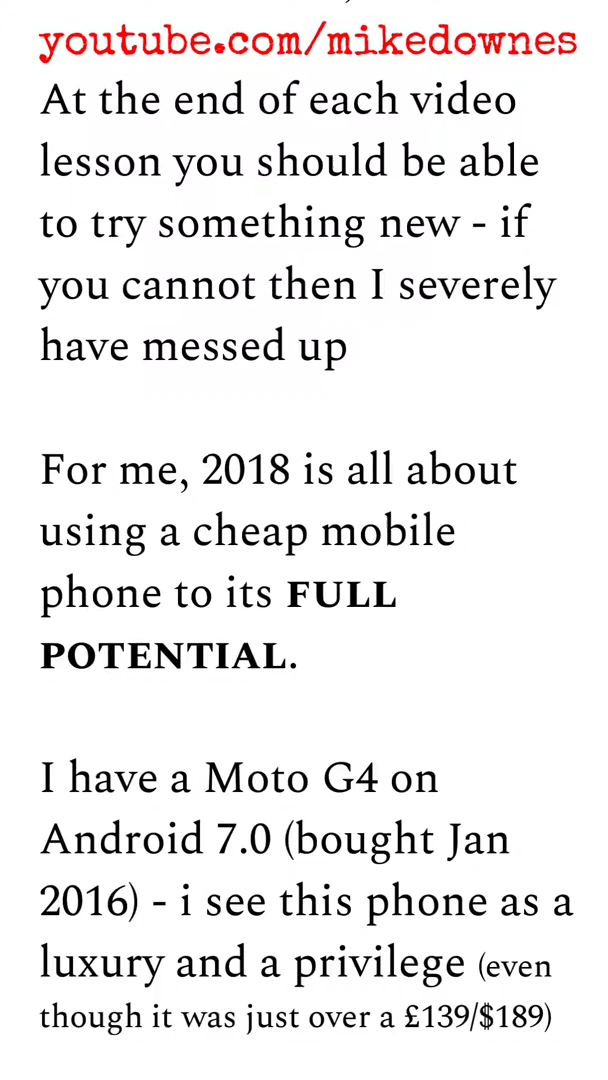 youtube.com/mikedownes
At the end of each video
lesson you should be able
to try something new - if
you cannot then I severely
have messed up
For me, 2018 is all about
using a cheap mobile
phone to its FULL
POTENTIAL.
I have a Moto G4 on
Android 7.0 (bought Jan
2016) - i see this phone as a
luxury and a privilege (even
though it was just over a £139/$189)